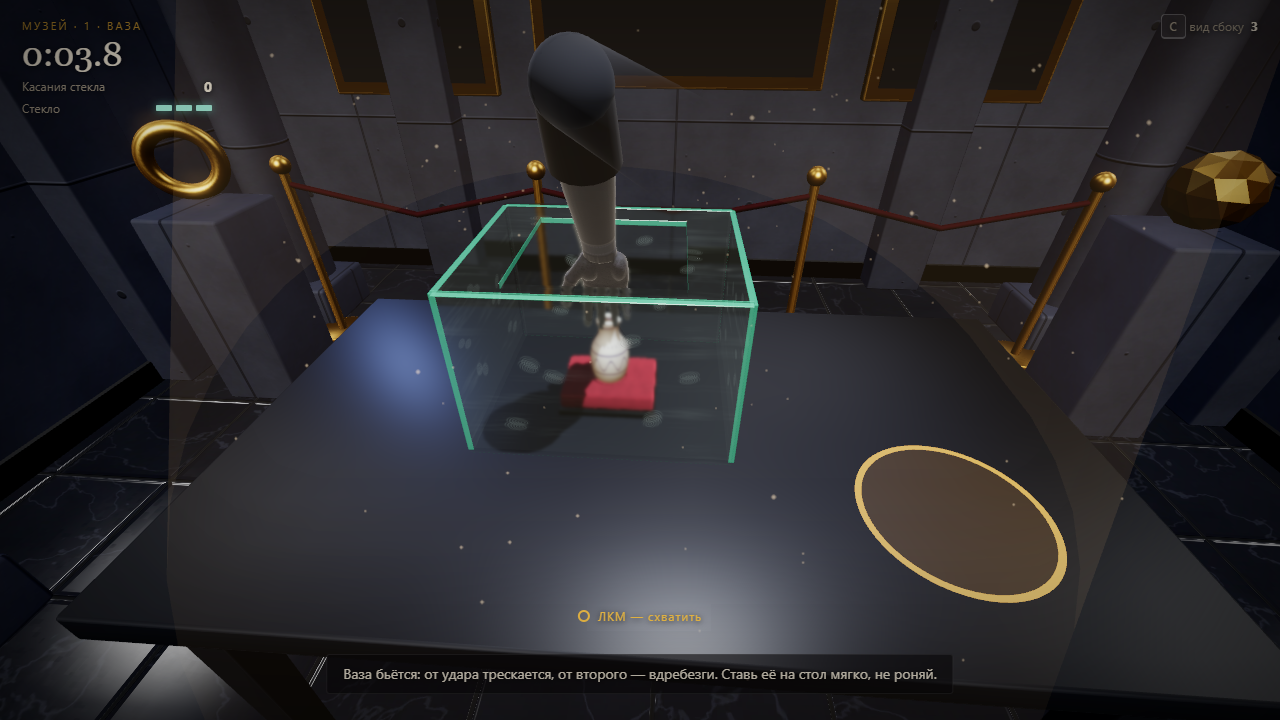 МУЗЕЙ · 1 · ВАЗА
0:03.8
Касания стекла 0
Стекло
C вид сбоку 3
ЛКМ — схватить
Ваза бьётся: от удара трескается, от второго — вдребезги. Ставь её на стол мягко, не роняй.